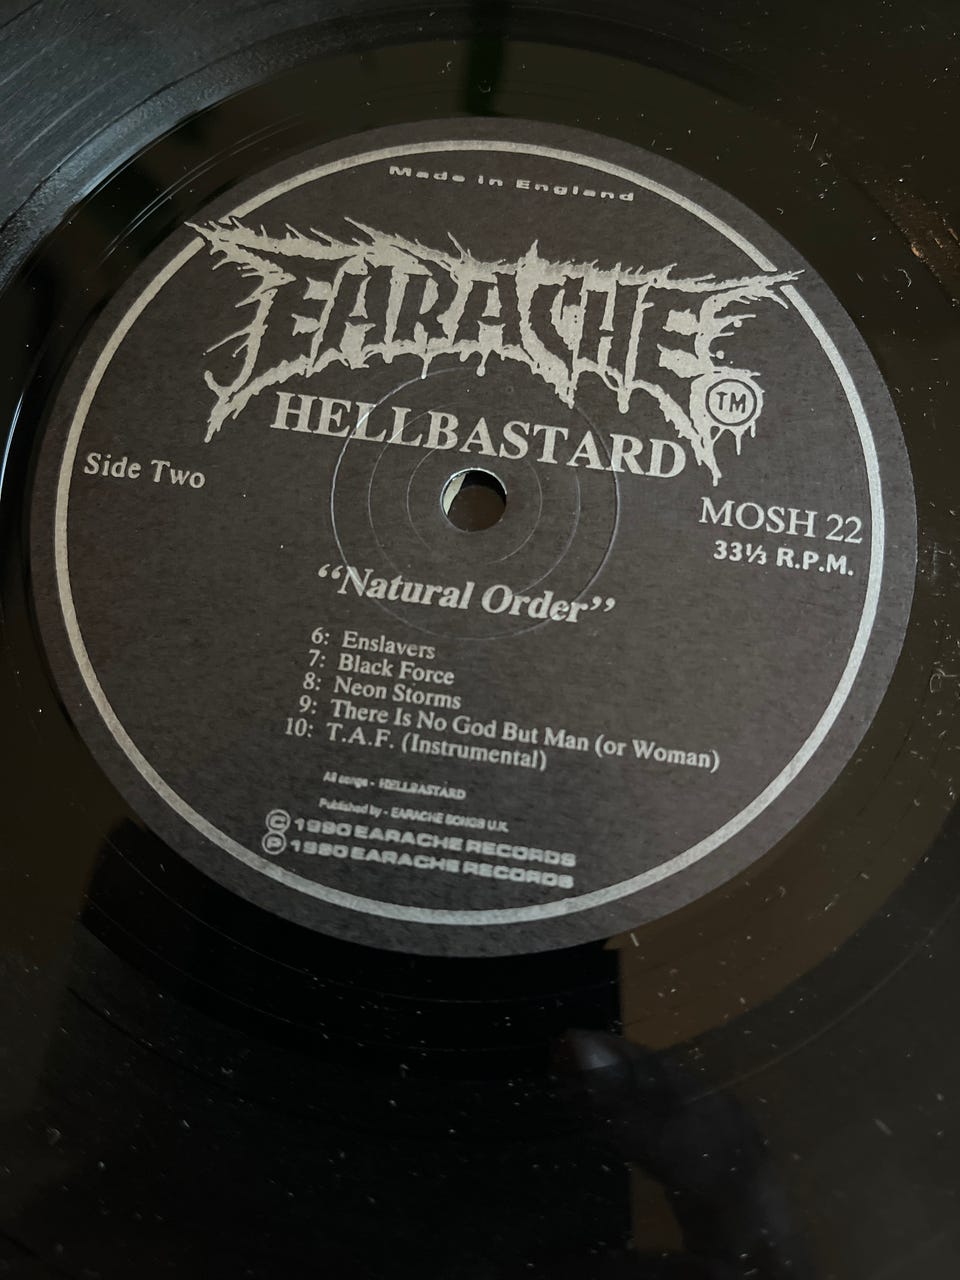 Made in England
EARACHE
TM
HELLBASTARD
Side Two
MOSH 22
33⅓ R.P.M.
“Natural Order”
6: Enslavers
7: Black Force
8: Neon Storms
9: There Is No God But Man (or Woman)
10: T.A.F. (Instrumental)
All songs - HELLBASTARD
Published by - EARACHE SONGS U.K.
© 1990 EARACHE RECORDS
℗ 1990 EARACHE RECORDS